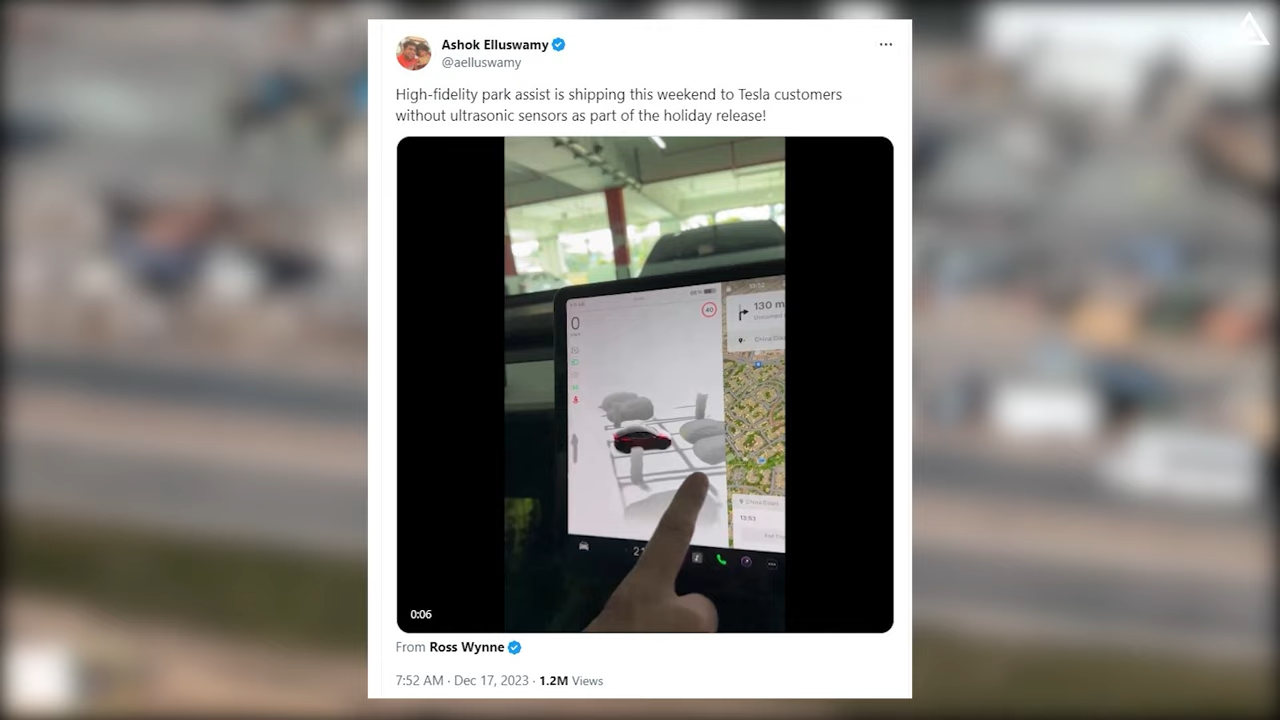 Ashok Elluswamy
@aelluswamy
High-fidelity park assist is shipping this weekend to Tesla customers
without ultrasonic sensors as part of the holiday release!
0
40
130 m
0:06
From Ross Wynne
7:52 AM · Dec 17, 2023 · 1.2M Views